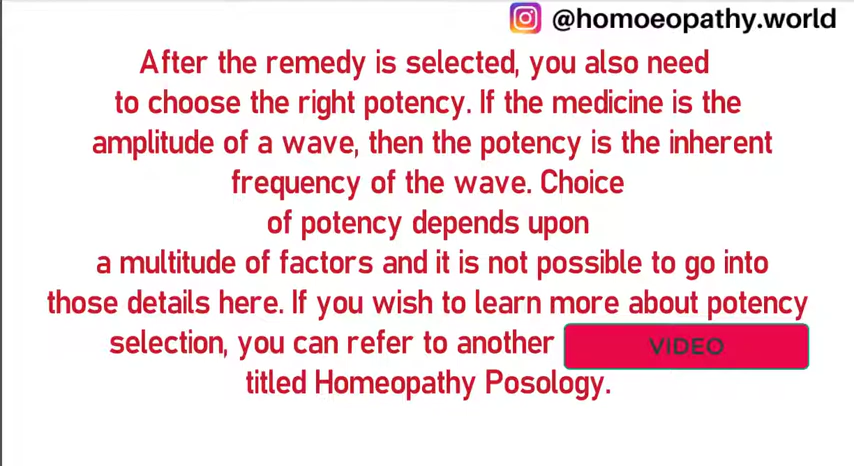 @homoeopathy.world
After the remedy is selected, you also need
to choose the right potency. If the medicine is the
amplitude of a wave, then the potency is the inherent
frequency of the wave. Choice
of potency depends upon
a multitude of factors and it is not possible to go into
those details here. If you wish to learn more about potency
selection, you can refer to another VIDEO
titled Homeopathy Posology.